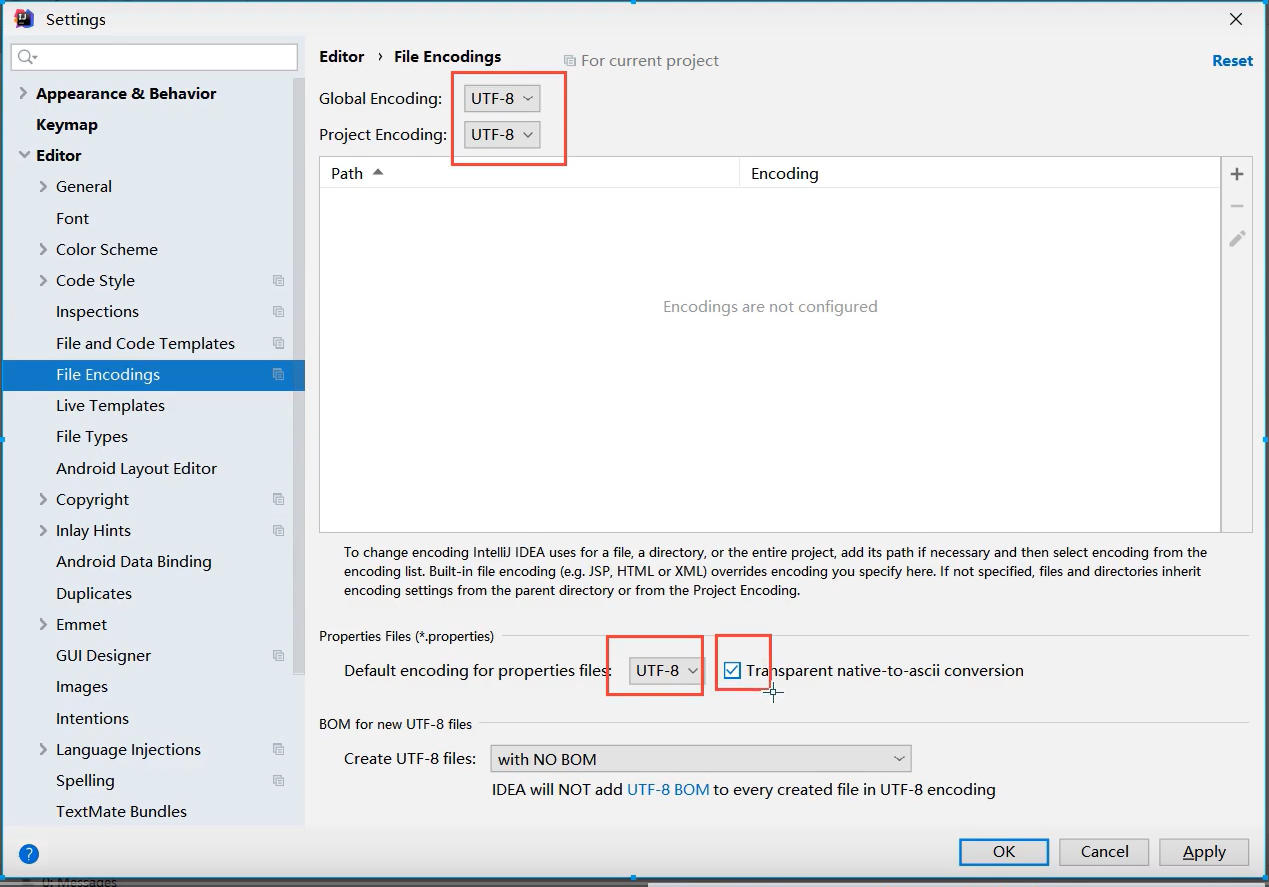 Settings
Editor › File Encodings
For current project
Reset
Appearance & Behavior
Keymap
Editor
General
Font
Color Scheme
Code Style
Inspections
File and Code Templates
File Encodings
Live Templates
File Types
Android Layout Editor
Copyright
Inlay Hints
Android Data Binding
Duplicates
Emmet
GUI Designer
Images
Intentions
Language Injections
Spelling
TextMate Bundles
Global Encoding: UTF-8
Project Encoding: UTF-8
Path Encoding
Encodings are not configured
To change encoding IntelliJ IDEA uses for a file, a directory, or the entire project, add its path if necessary and then select encoding from the
encoding list. Built-in file encoding (e.g. JSP, HTML or XML) overrides encoding you specify here. If not specified, files and directories inherit
encoding settings from the parent directory or from the Project Encoding.
Properties Files (*.properties)
Default encoding for properties files: UTF-8 Transparent native-to-ascii conversion
BOM for new UTF-8 files
Create UTF-8 files: with NO BOM
IDEA will NOT add UTF-8 BOM to every created file in UTF-8 encoding
?
OK Cancel Apply
0: Messages